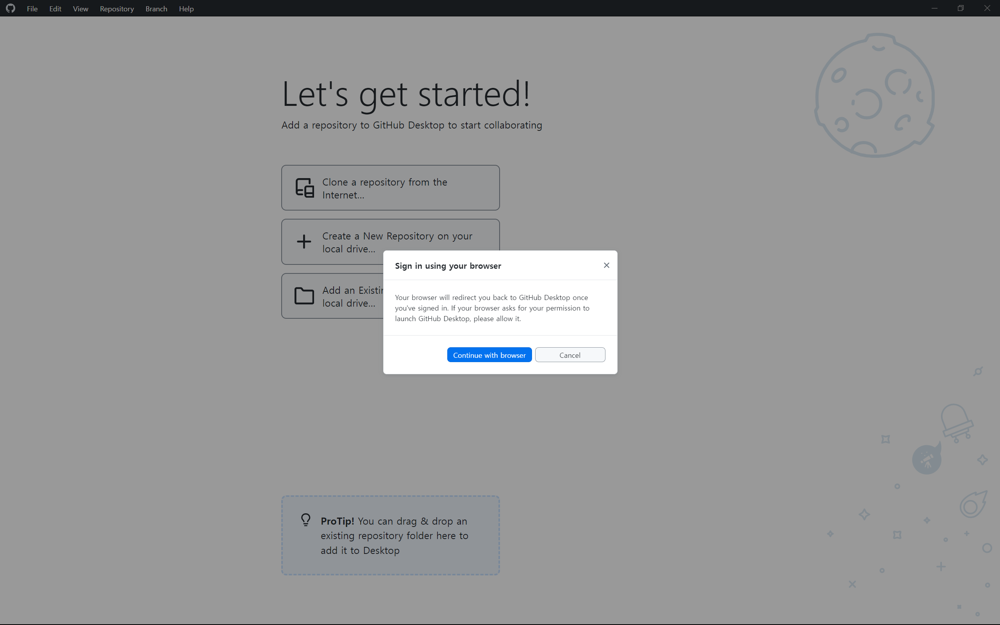 File Edit View Repository Branch Help
Let's get started!
Add a repository to GitHub Desktop to start collaborating
Clone a repository from the
Internet...
Create a New Repository on your
local drive...
Add an
local drive...
Sign in using your browser
Your browser will redirect you back to GitHub Desktop once
you've signed in. If your browser asks for your permission to
launch GitHub Desktop, please allow it.
Continue with browser Cancel
ProTip! You can drag & drop an
existing repository folder here to
add it to Desktop